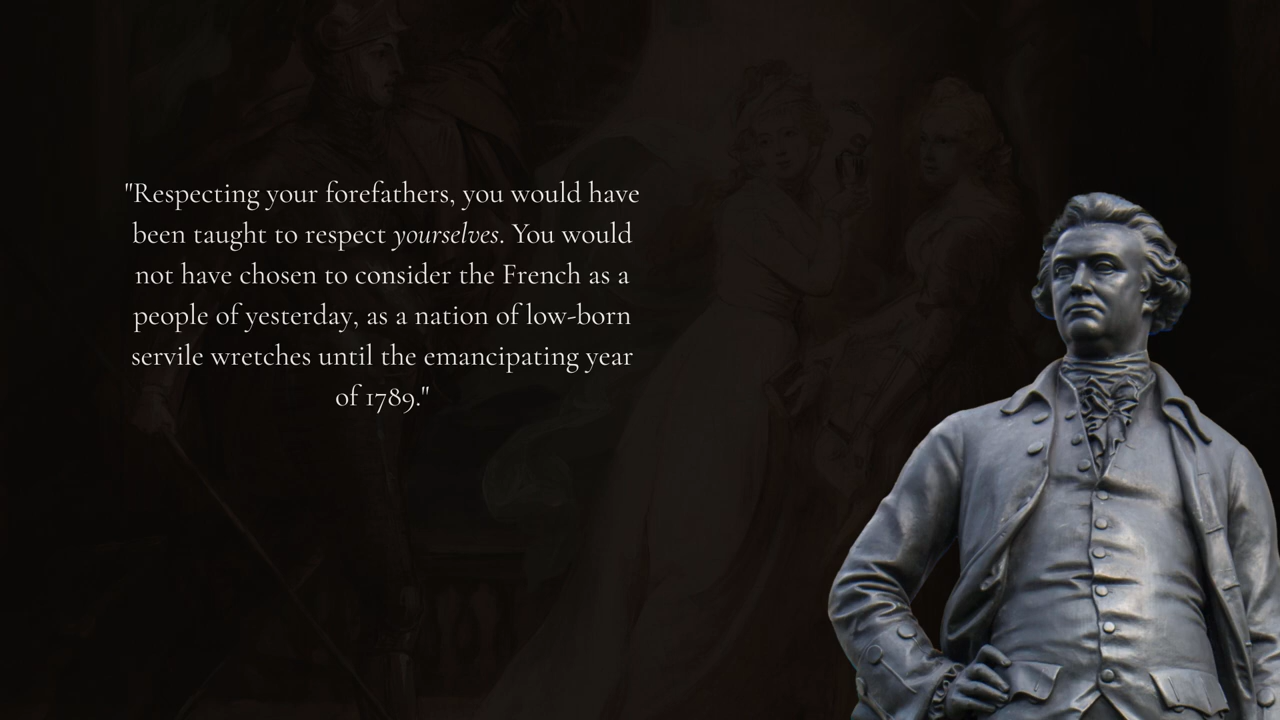 "Respecting your forefathers, you would have
been taught to respect yourselves. You would
not have chosen to consider the French as a
people of yesterday, as a nation of low-born
servile wretches until the emancipating year
of 1789."